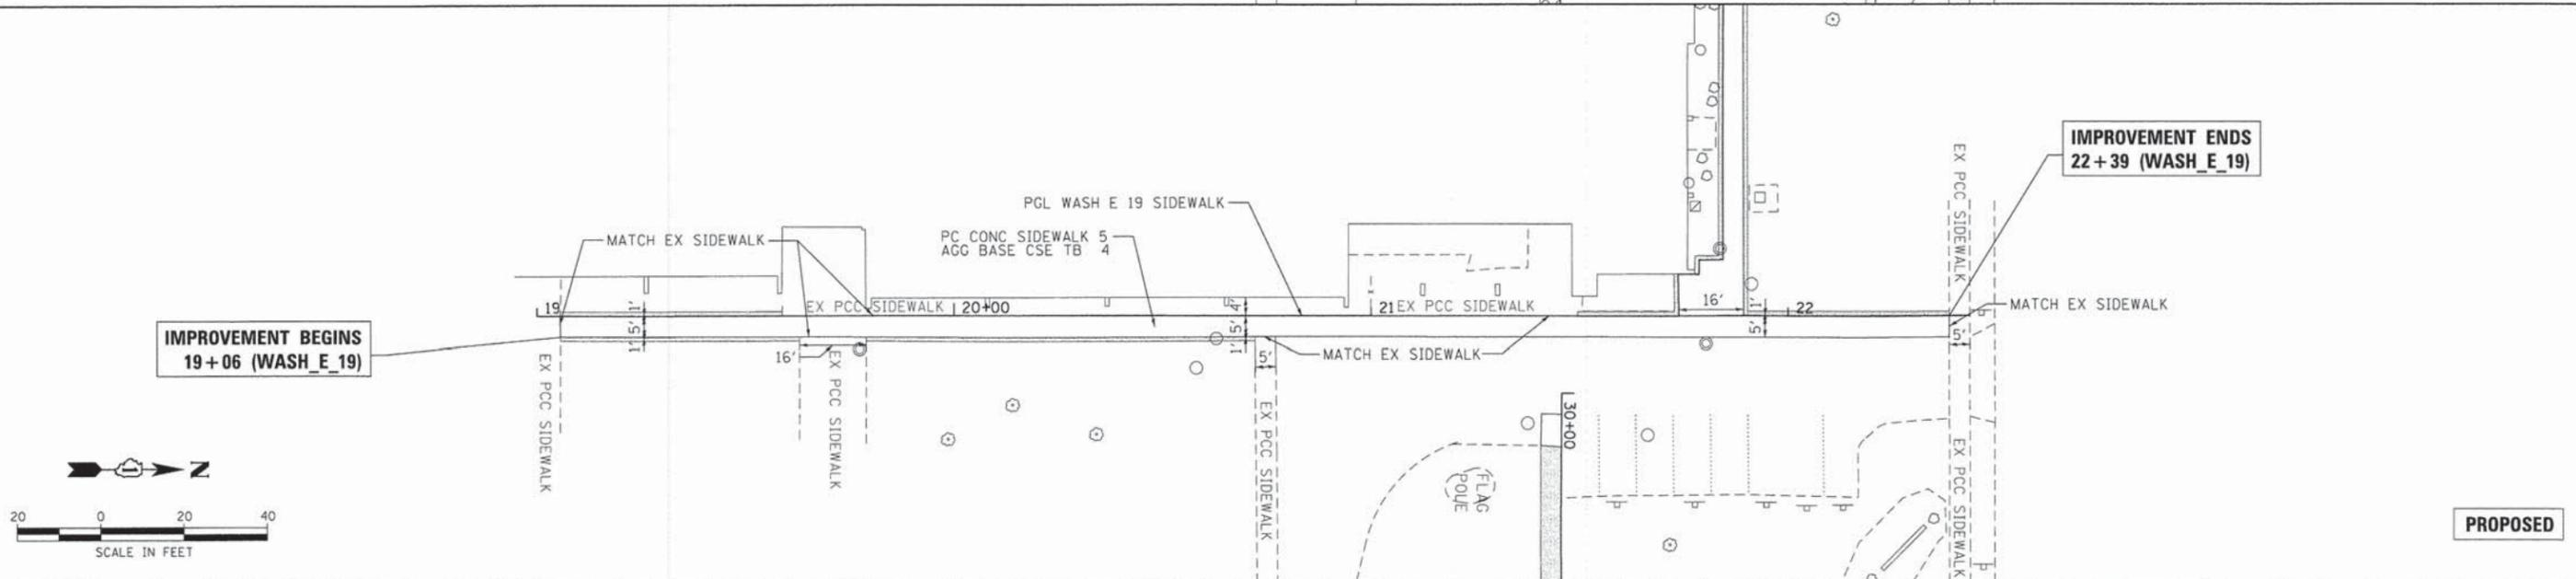 IMPROVEMENT ENDS
22+39 (WASH_E_19)
EX PCC SIDEWALK
PGL WASH E 19 SIDEWALK
MATCH EX SIDEWALK
PC CONC SIDEWALK 5
AGG BASE CSE TB 4
19
1'
EX PCC SIDEWALK
20+00
4'
21
EX PCC SIDEWALK
16'
1'
22
MATCH EX SIDEWALK
IMPROVEMENT BEGINS
19+06 (WASH_E_19)
5'
1'
16'
5'
1'
5'
MATCH EX SIDEWALK
5'
5'
EX PCC SIDEWALK
EX PCC SIDEWALK
EX PCC SIDEWALK
30+00
FLAG
POLE
EX PCC SIDEWALK
N
20 0 20 40
SCALE IN FEET
PROPOSED